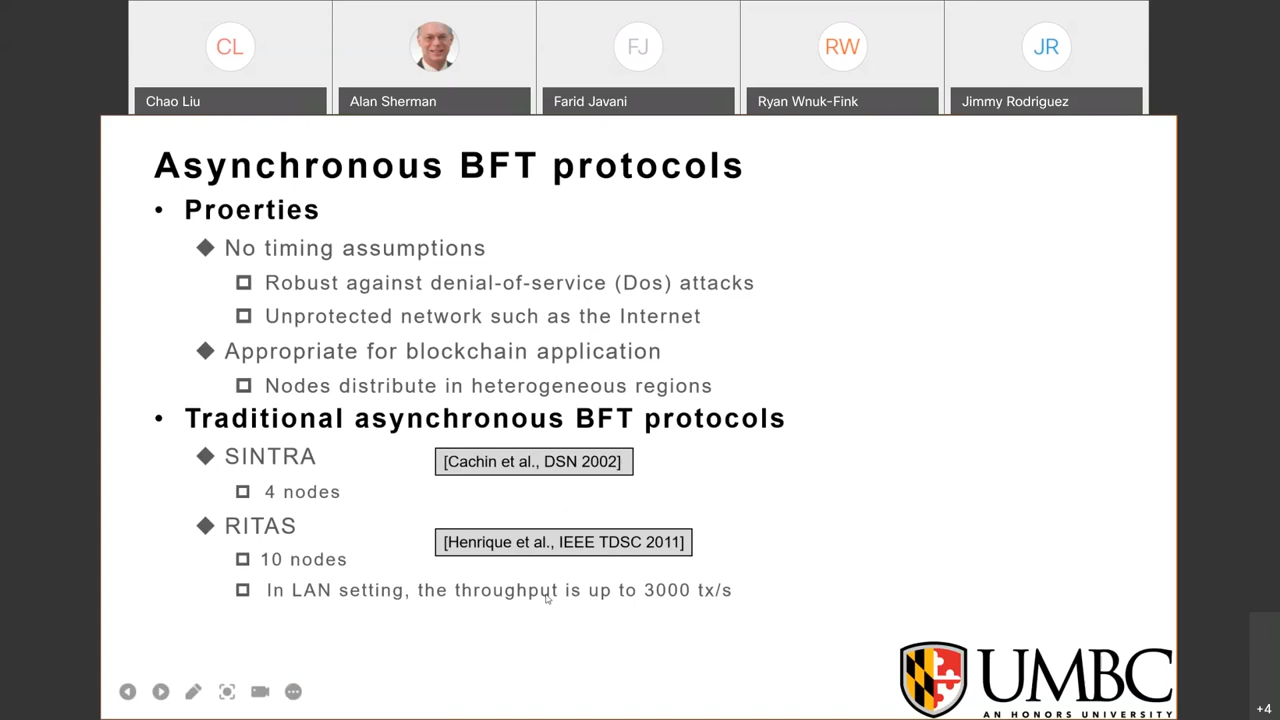 CL
FJ
RW
JR
Chao Liu
Alan Sherman
Farid Javani
Ryan Wnuk-Fink
Jimmy Rodriguez
Asynchronous BFT protocols
• Proerties
No timing assumptions
Robust against denial-of-service (Dos) attacks
Unprotected network such as the Internet
Appropriate for blockchain application
Nodes distribute in heterogeneous regions
• Traditional asynchronous BFT protocols
SINTRA
[Cachin et al., DSN 2002]
4 nodes
RITAS
[Henrique et al., IEEE TDSC 2011]
10 nodes
In LAN setting, the throughput is up to 3000 tx/s
UMBC
AN HONORS UNIVERSITY
+4